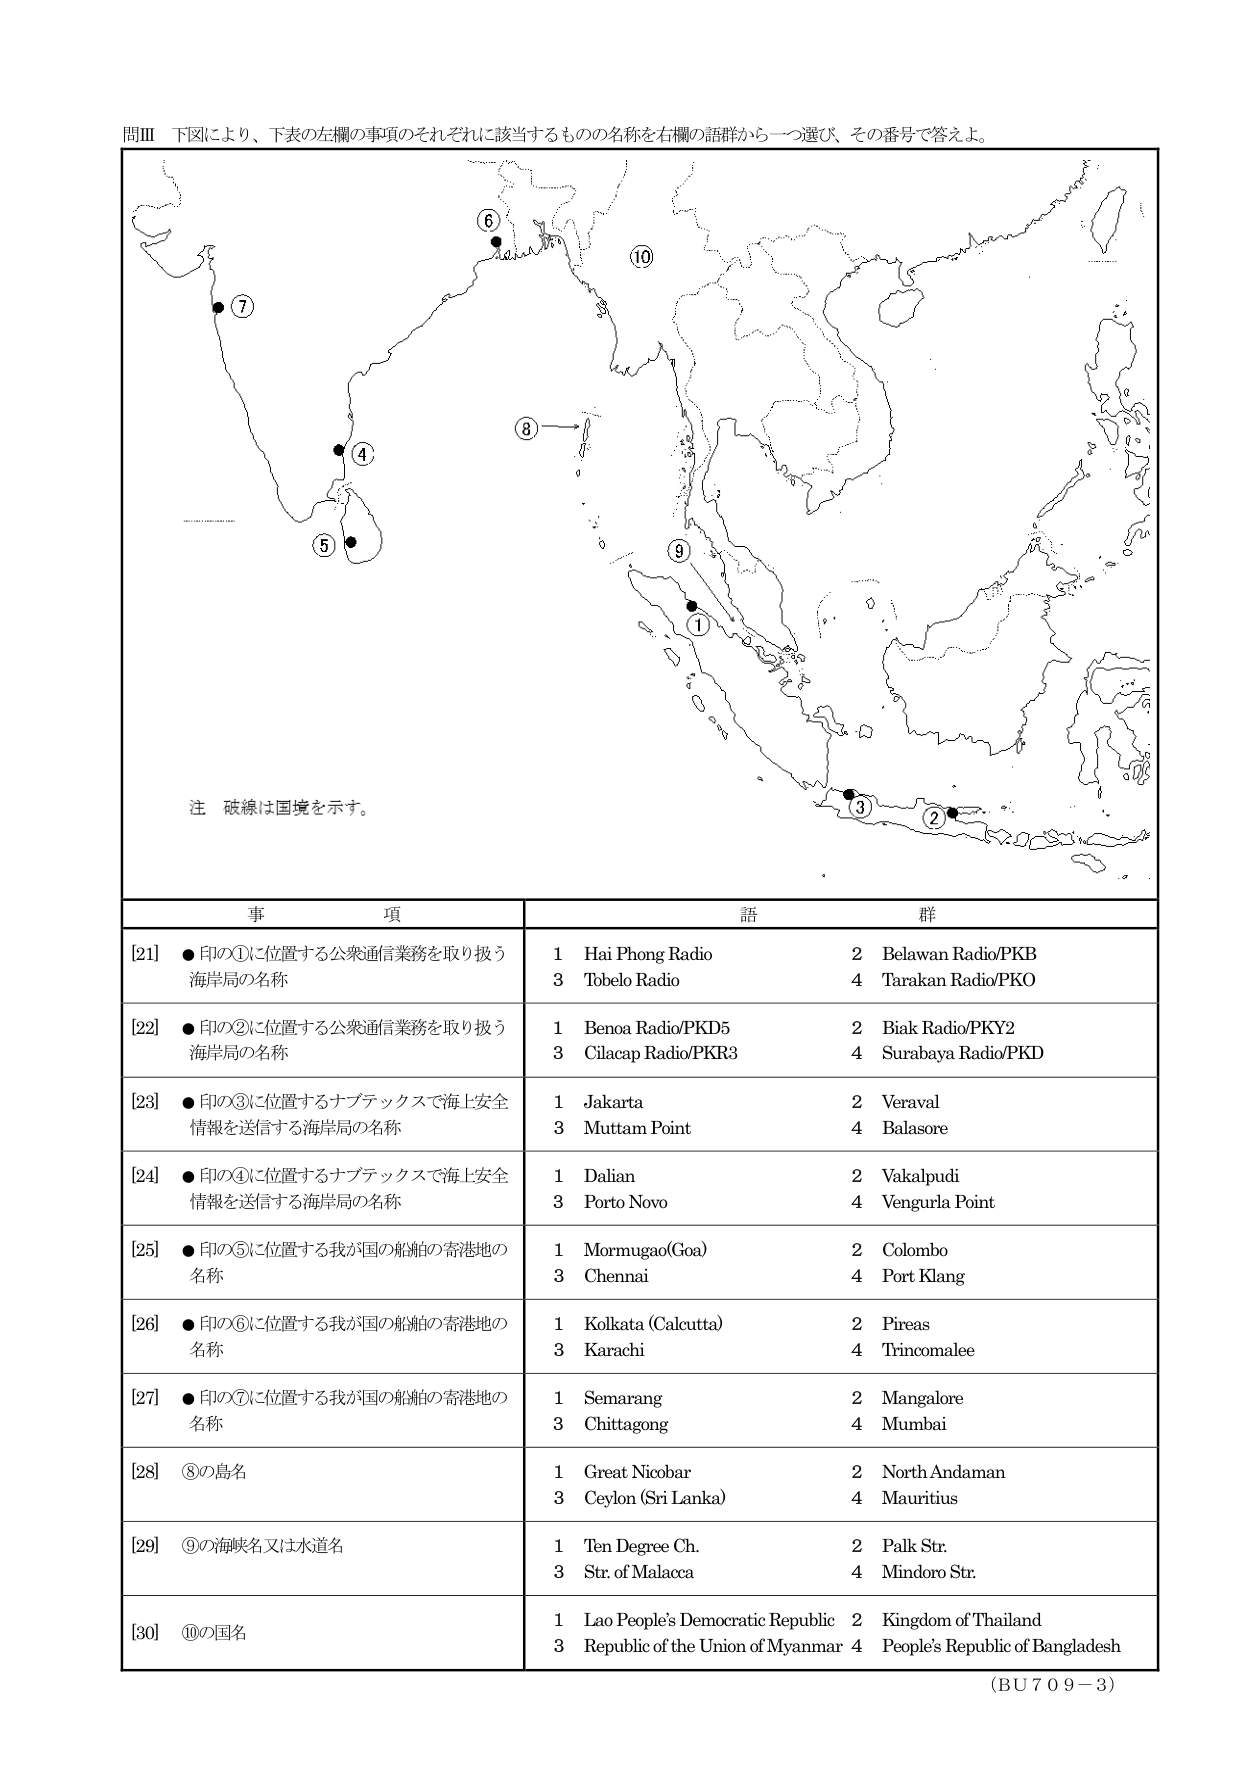 問Ⅲ　下図により、下表の左欄の事項のそれぞれに該当するものの名称を右欄の語群から一つ選び、その番号で答えよ。
⑥
⑩
⑦
⑧
④
⑤
⑨
①
注　破線は国境を示す。
③
②
事　項　語　群
[21]　●印の①に位置する公衆通信業務を取り扱う海岸局の名称
1　Hai Phong Radio　2　Belawan Radio/PKB
3　Tobelo Radio　4　Tarakan Radio/PKO
[22]　●印の②に位置する公衆通信業務を取り扱う海岸局の名称
1　Benoa Radio/PKD5　2　Biak Radio/PKY2
3　Cilacap Radio/PKR3　4　Surabaya Radio/PKD
[23]　●印の③に位置するナブテックスで海上安全情報を送信する海岸局の名称
1　Jakarta　2　Veraval
3　Muttam Point　4　Balasore
[24]　●印の④に位置するナブテックスで海上安全情報を送信する海岸局の名称
1　Dalian　2　Vakalpudi
3　Porto Novo　4　Vengurla Point
[25]　●印の⑤に位置する我が国の船舶の寄港地の名称
1　Mormugao(Goa)　2　Colombo
3　Chennai　4　Port Klang
[26]　●印の⑥に位置する我が国の船舶の寄港地の名称
1　Kolkata (Calcutta)　2　Pireas
3　Karachi　4　Trincomalee
[27]　●印の⑦に位置する我が国の船舶の寄港地の名称
1　Semarang　2　Mangalore
3　Chittagong　4　Mumbai
[28]　⑧の島名
1　Great Nicobar　2　North Andaman
3　Ceylon (Sri Lanka)　4　Mauritius
[29]　⑨の海峡名又は水道名
1　Ten Degree Ch.　2　Palk Str.
3　Str. of Malacca　4　Mindoro Str.
[30]　⑩の国名
1　Lao People's Democratic Republic　2　Kingdom of Thailand
3　Republic of the Union of Myanmar　4　People's Republic of Bangladesh
（ＢＵ７０９－３）